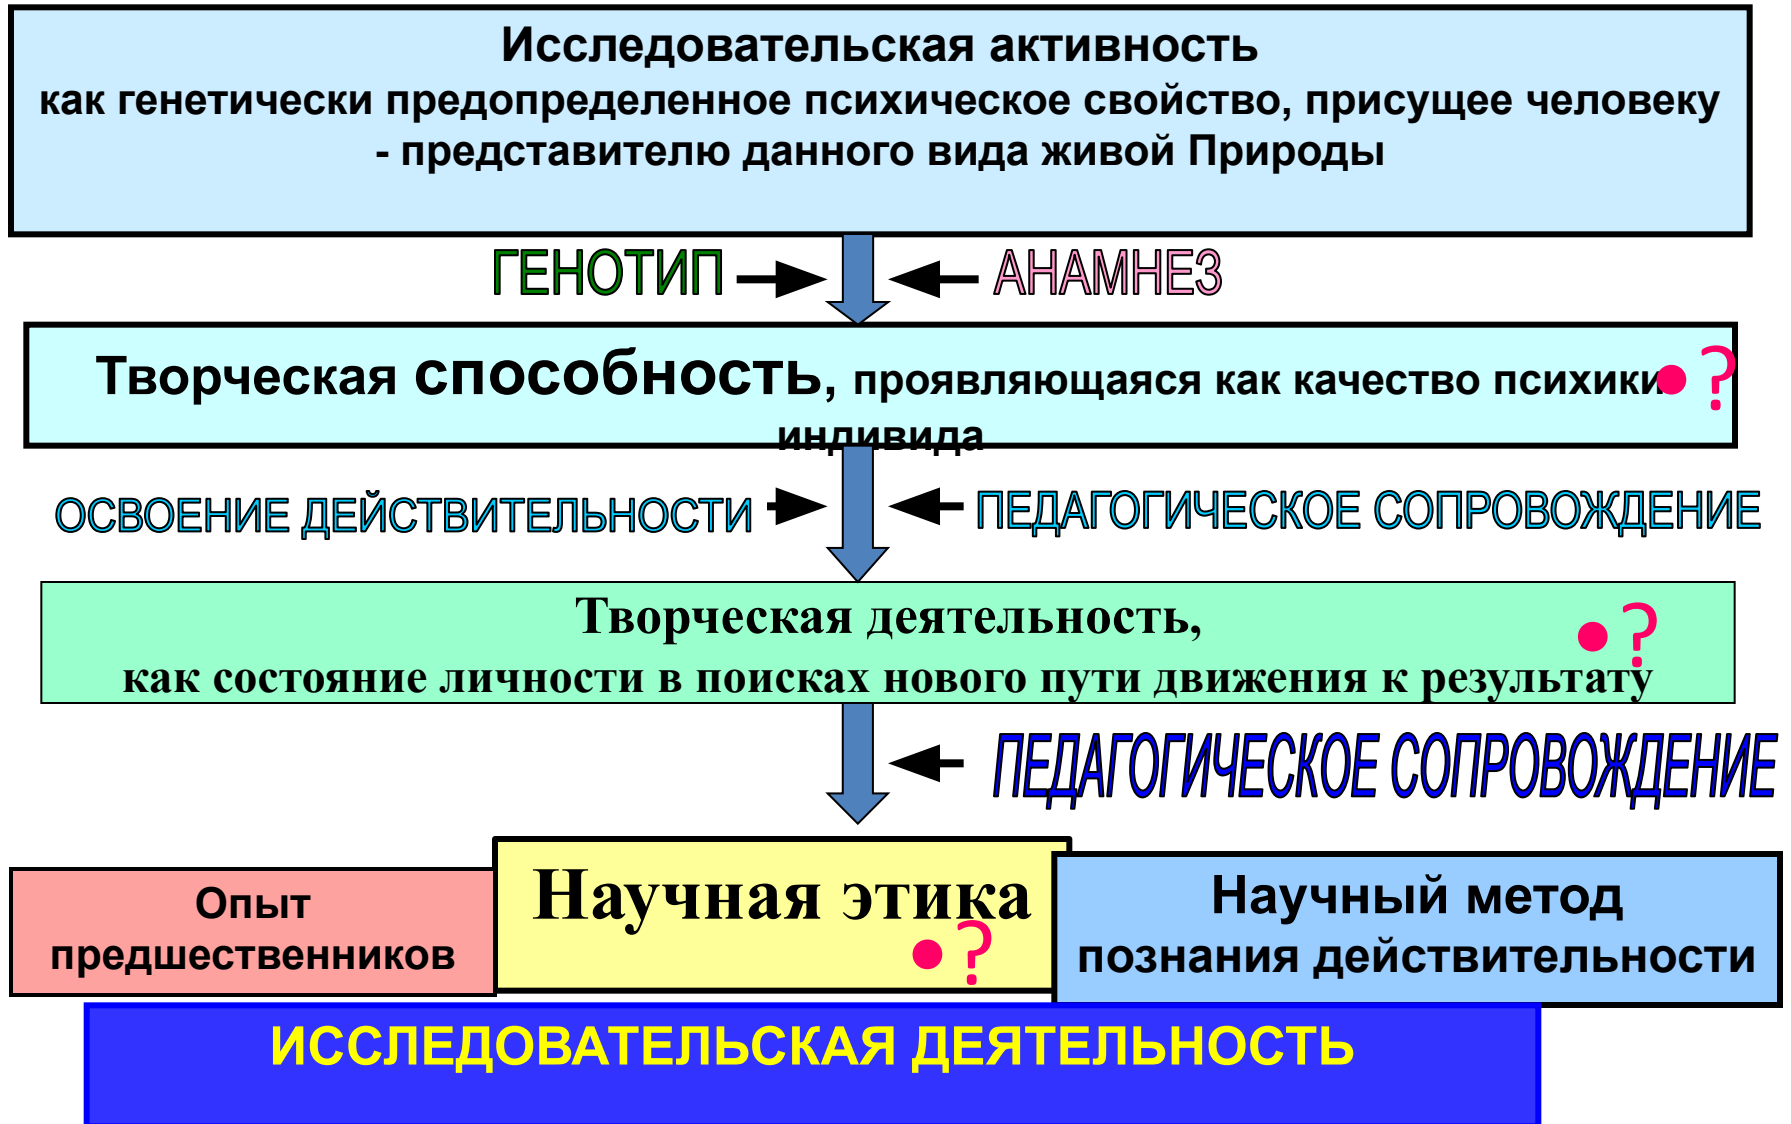 Исследовательская активность
как генетически предопределенное психическое свойство, присущее человеку
- представителю данного вида живой Природы
ГЕНОТИП
АНАМНЕЗ
Творческая способность, проявляющаяся как качество психики
• ?
индивида
ОСВОЕНИЕ ДЕЙСТВИТЕЛЬНОСТИ
ПЕДАГОГИЧЕСКОЕ СОПРОВОЖДЕНИЕ
Творческая деятельность,
• ?
как состояние личности в поисках нового пути движения к результату
ПЕДАГОГИЧЕСКОЕ СОПРОВОЖДЕНИЕ
Опыт
предшественников
Научная этика
• ?
Научный метод
познания действительности
ИССЛЕДОВАТЕЛЬСКАЯ ДЕЯТЕЛЬНОСТЬ